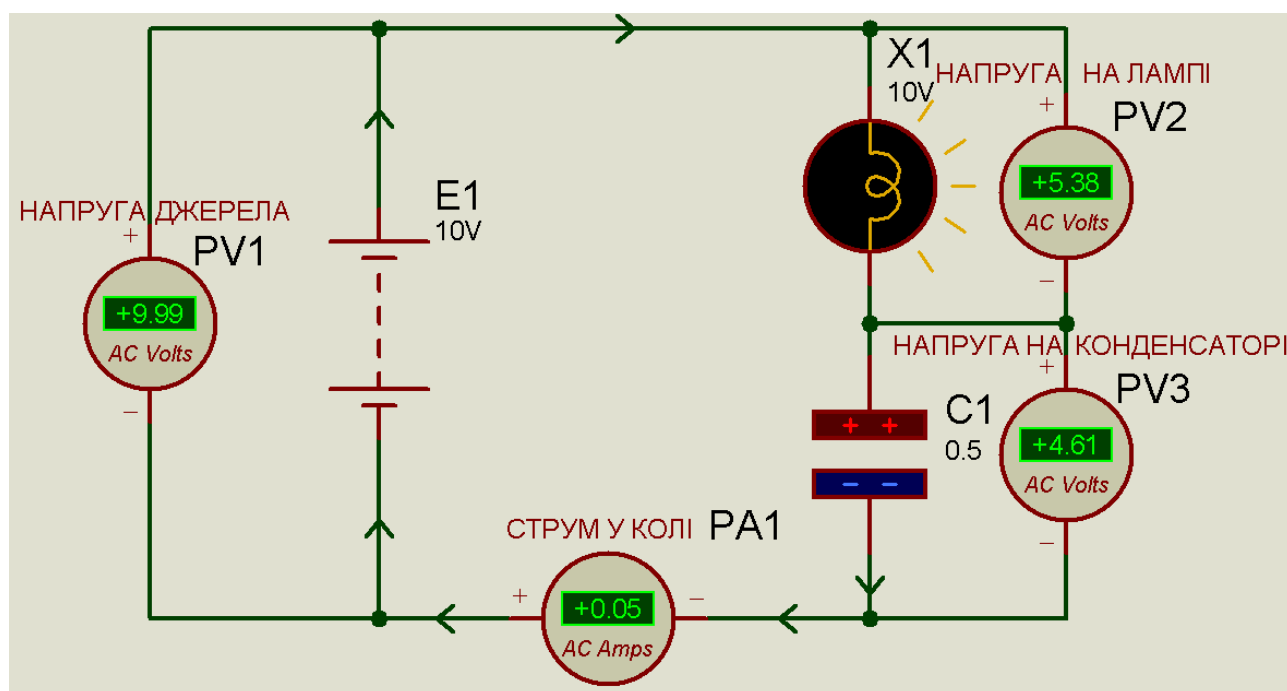 X1
10V
НАПРУГА НА ЛАМПІ
+
PV2
+5.38
AC Volts
−
НАПРУГА ДЖЕРЕЛА
+
PV1
+9.99
AC Volts
−
E1
10V
НАПРУГА НА КОНДЕНСАТОРІ
+
PV3
+4.61
AC Volts
−
C1
0.5
+ +
− −
СТРУМ У КОЛІ PA1
+ −
+0.05
AC Amps